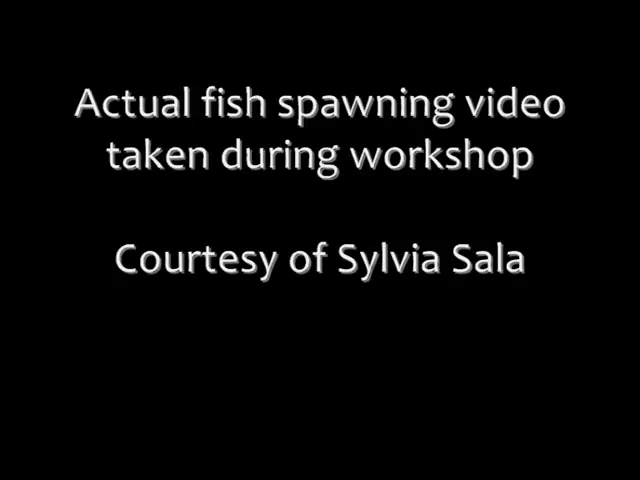 Actual fish spawning video
taken during workshop
Courtesy of Sylvia Sala